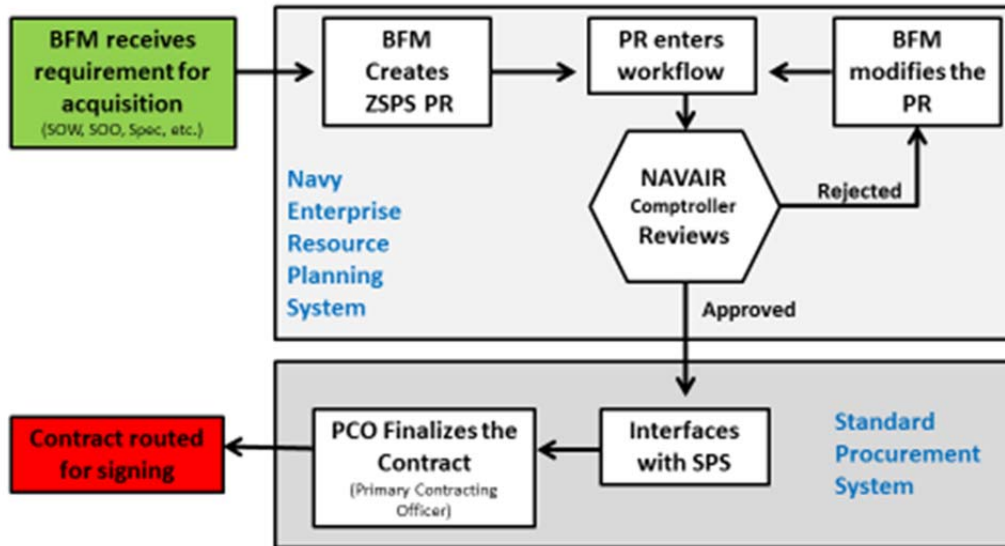 BFM receives
requirement for
acquisition
(SOW, SOO, Spec, etc.)
BFM
Creates
ZSPS PR
PR enters
workflow
BFM
modifies the
PR
Navy
Enterprise
Resource
Planning
System
NAVAIR
Comptroller
Reviews
Rejected
Approved
Contract routed
for signing
PCO Finalizes the
Contract
(Primary Contracting
Officer)
Interfaces
with SPS
Standard
Procurement
System